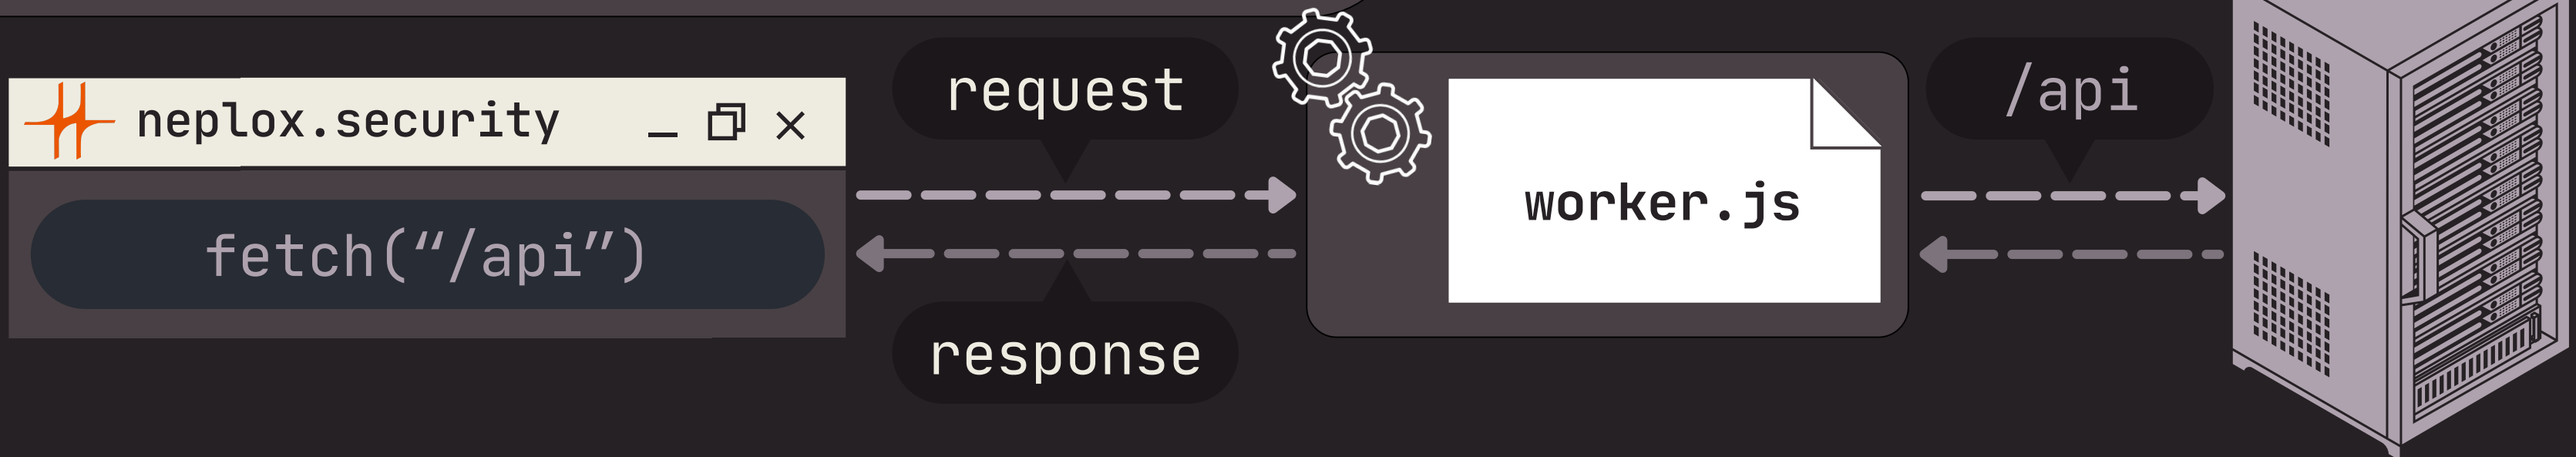 neplox.security
fetch(“/api”)
request
response
worker.js
/api